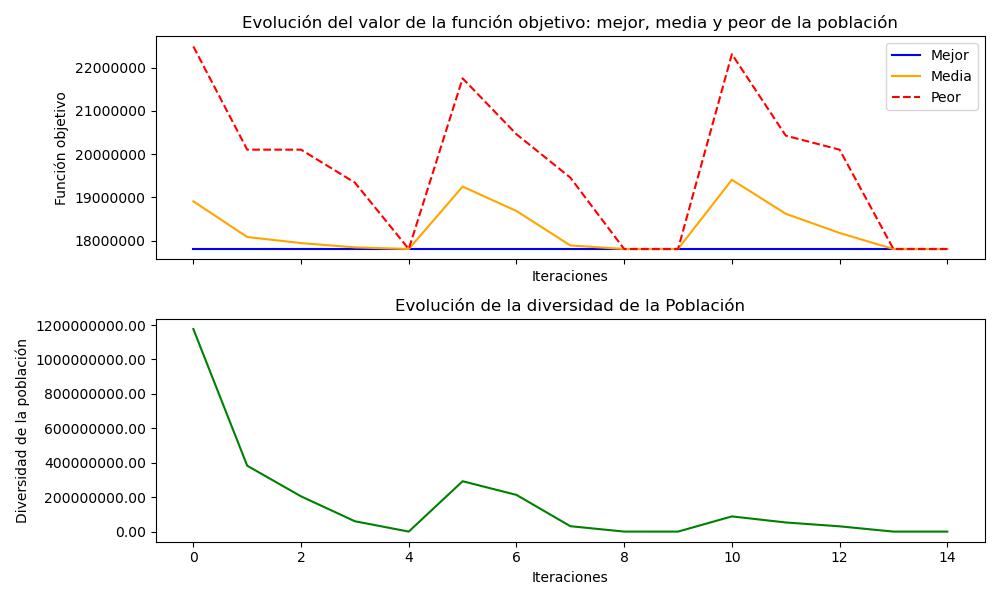 Evolución del valor de la función objetivo: mejor, media y peor de la población
Función objetivo
22000000
21000000
20000000
19000000
18000000
Mejor
Media
Peor
Iteraciones
Evolución de la diversidad de la Población
Diversidad de la población
1200000000.00
1000000000.00
800000000.00
600000000.00
400000000.00
200000000.00
0.00
0 2 4 6 8 10 12 14
Iteraciones